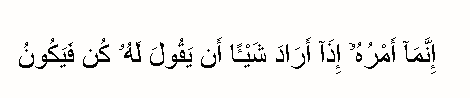 إِنَّمَآ أَمْرُهُۥٓ إِذَآ أَرَادَ شَيْـًٔا أَن يَقُولَ لَهُۥ كُن فَيَكُونُ